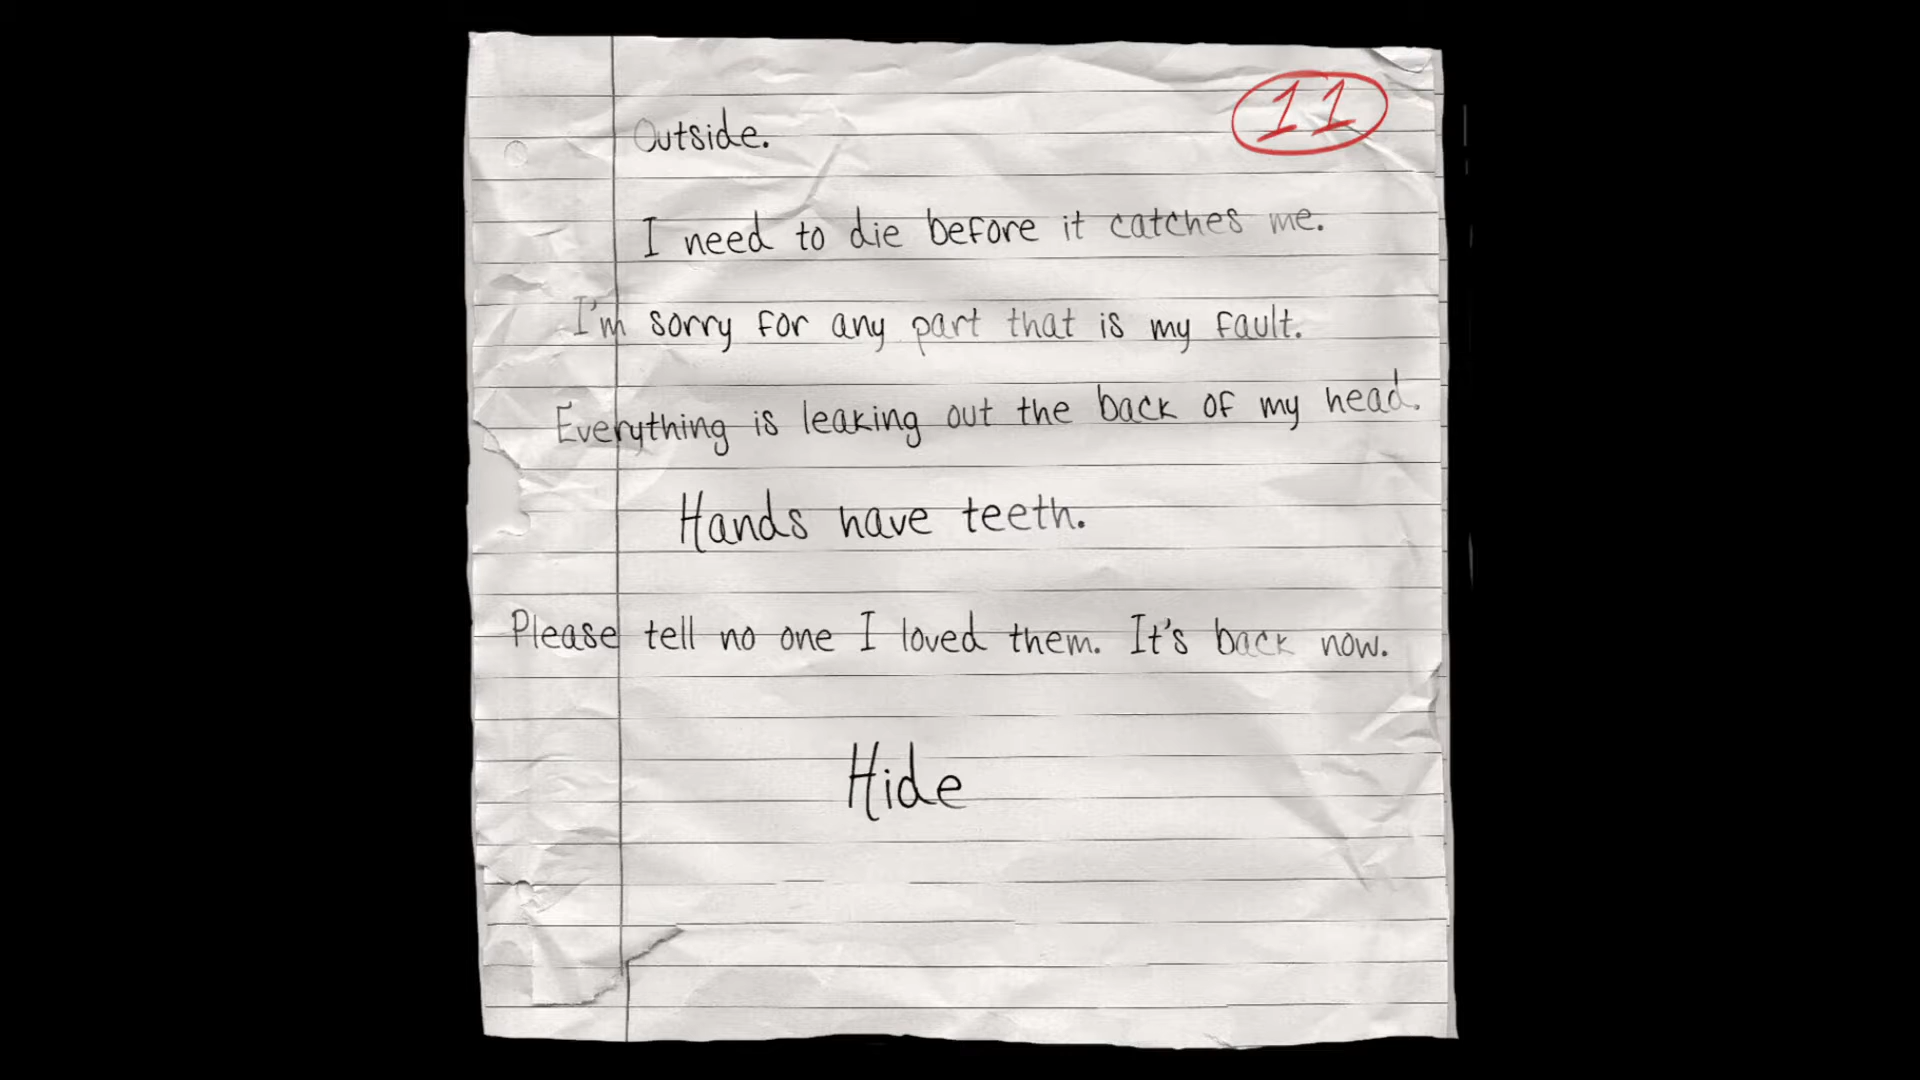 11
Outside.
I need to die before it catches me.
I'm sorry for any part that is my fault.
Everything is leaking out the back of my head.
Hands have teeth.
Please tell no one I loved them. It's back now.
Hide